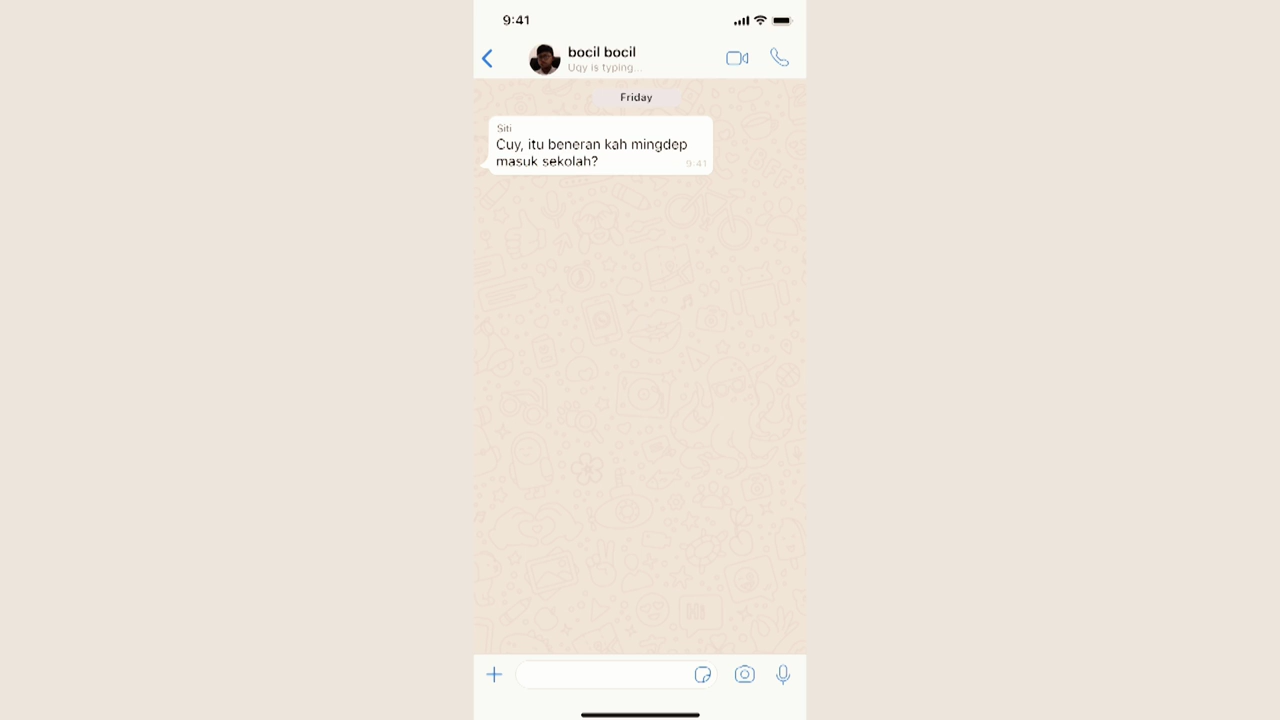 9:41
bocil bocil
Uqy is typing...
Friday
Siti
Cuy, itu beneran kah mingdep
masuk sekolah?
9:41